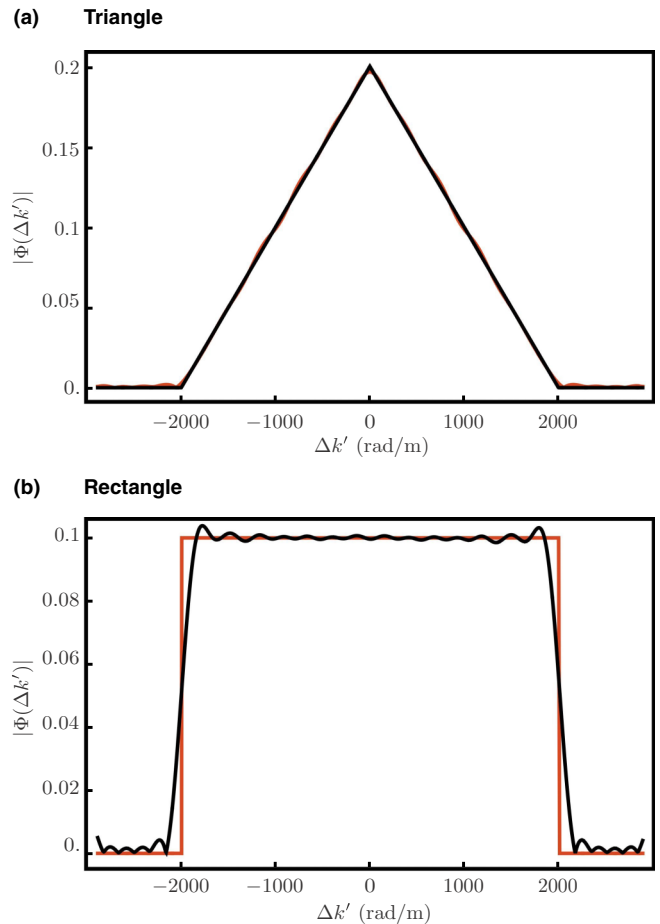 (a) Triangle
0.2
0.15
0.1
0.05
0.
|Φ(Δk′)|
−2000 −1000 0 1000 2000
Δk′ (rad/m)
(b) Rectangle
0.1
0.08
0.06
0.04
0.02
0.
|Φ(Δk′)|
−2000 −1000 0 1000 2000
Δk′ (rad/m)